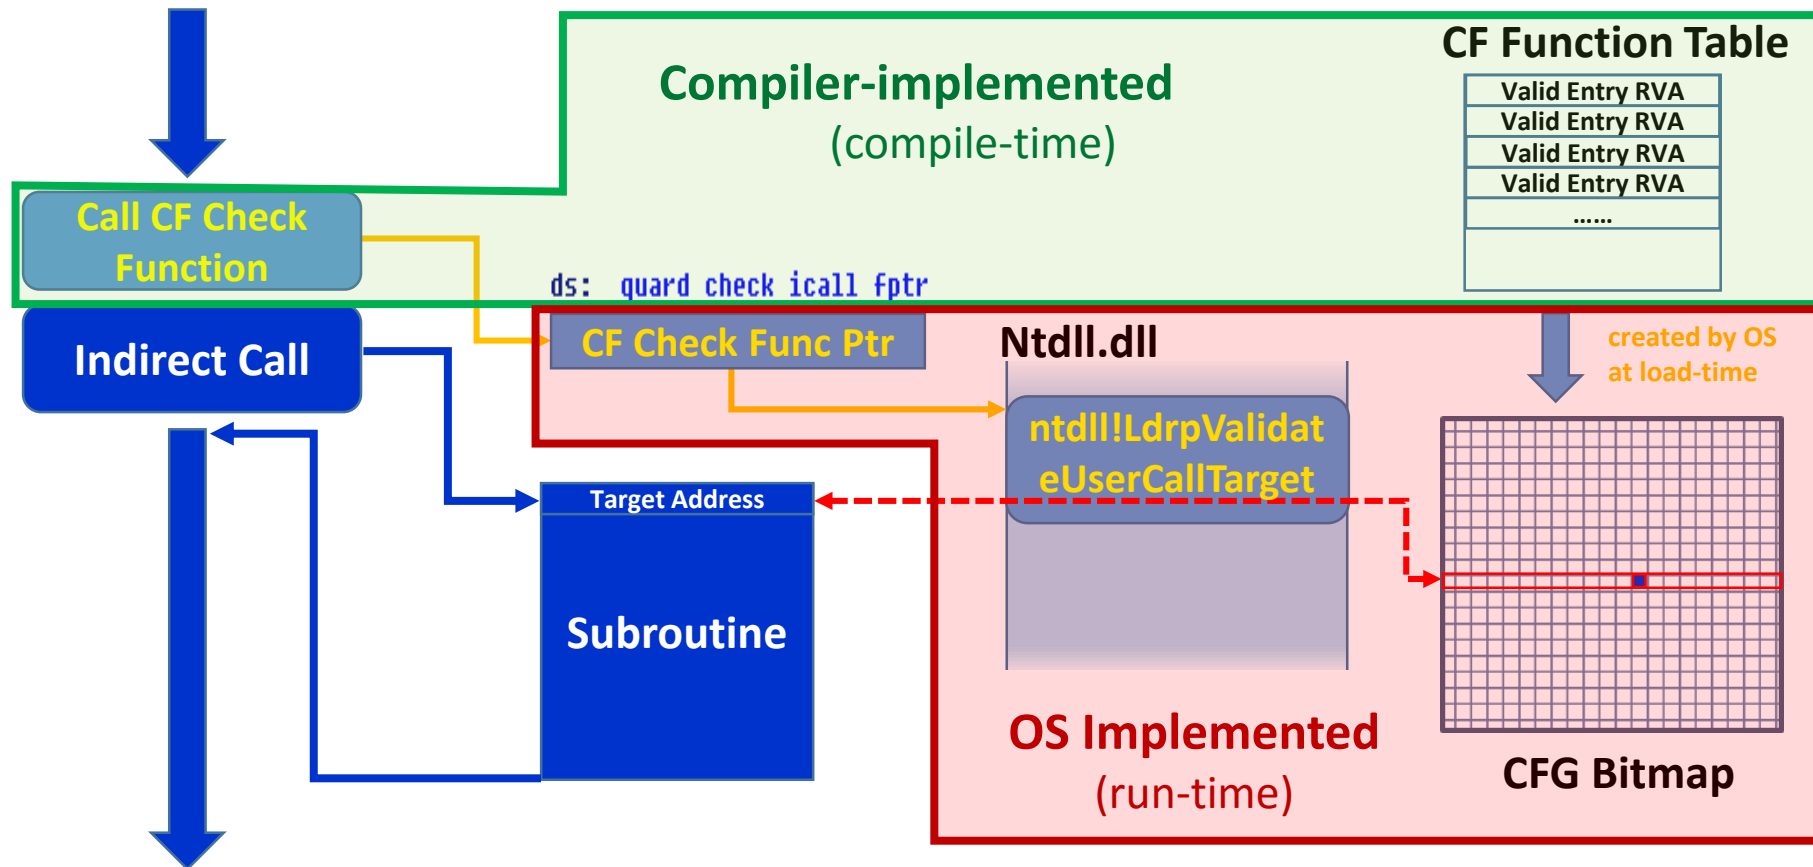 CF Function Table
Compiler-implemented
(compile-time)
Valid Entry RVA
Valid Entry RVA
Valid Entry RVA
Valid Entry RVA
......
Call CF Check
Function
ds: quard check icall fptr
Indirect Call
CF Check Func Ptr
Ntdll.dll
created by OS
at load-time
ntdll!LdrpValidat
eUserCallTarget
Target Address
Subroutine
OS Implemented
(run-time)
CFG Bitmap